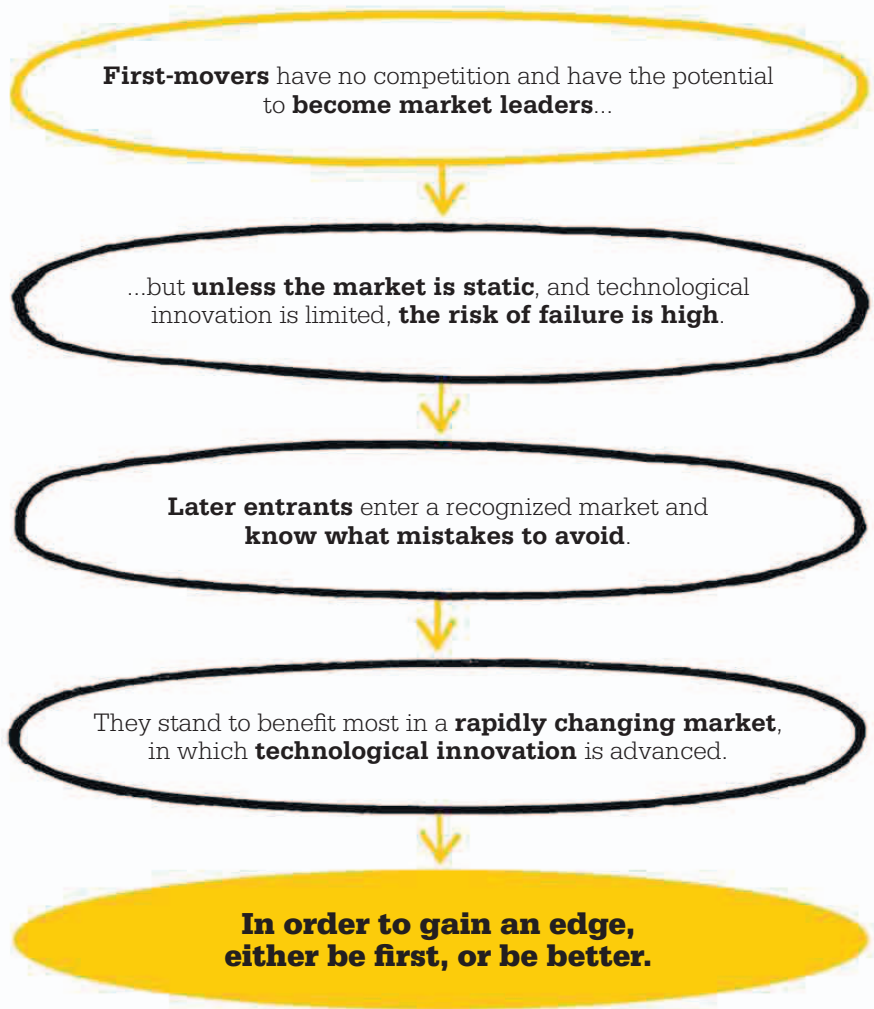 First-movers have no competition and have the potential
to become market leaders...
...but unless the market is static, and technological
innovation is limited, the risk of failure is high.
Later entrants enter a recognized market and
know what mistakes to avoid.
They stand to benefit most in a rapidly changing market,
in which technological innovation is advanced.
In order to gain an edge,
either be first, or be better.